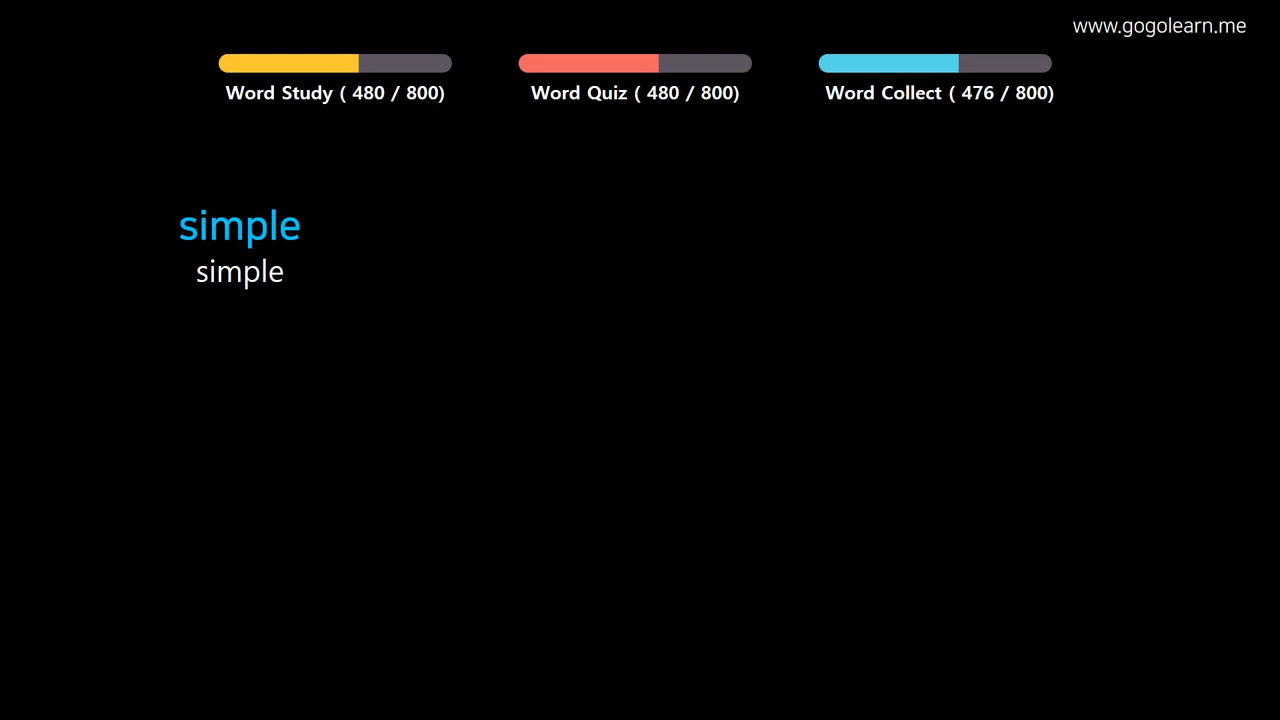 www.gogolearn.me
Word Study ( 480 / 800)
Word Quiz ( 480 / 800)
Word Collect ( 476 / 800)
simple
simple